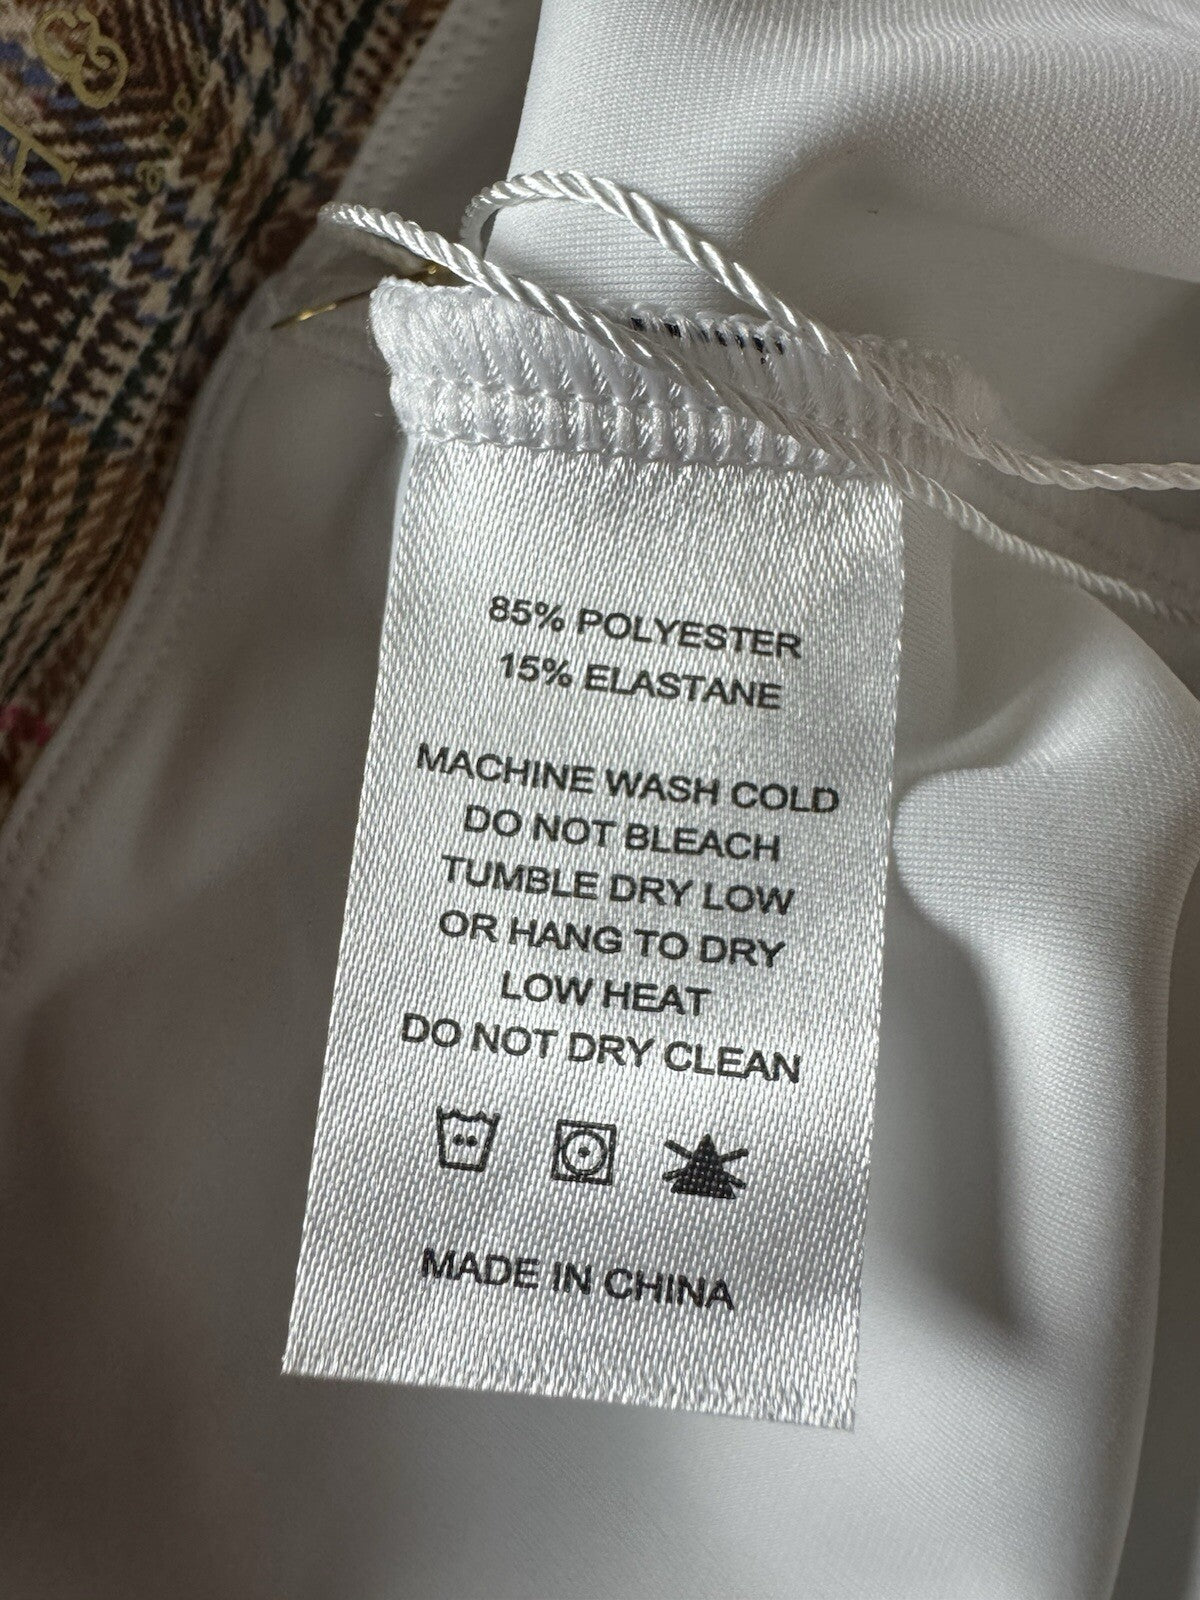 85% POLYESTER
15% ELASTANE
MACHINE WASH COLD
DO NOT BLEACH
TUMBLE DRY LOW
OR HANG TO DRY
LOW HEAT
DO NOT DRY CLEAN
MADE IN CHINA